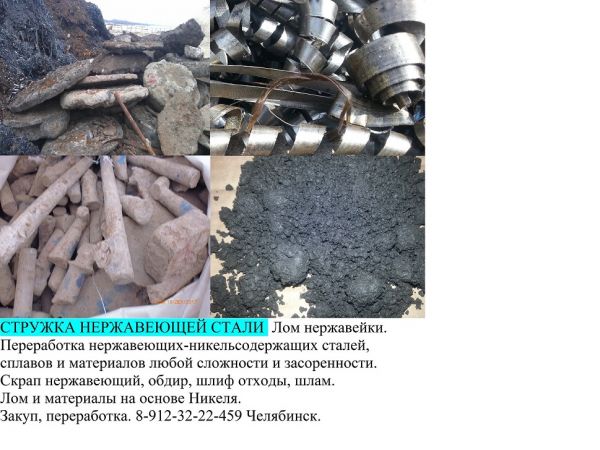 СТРУЖКА НЕРЖАВЕЮЩЕЙ СТАЛИ Лом нержавейки.
Переработка нержавеющих-никельсодержащих сталей,
сплавов и материалов любой сложности и засоренности.
Скрап нержавеющий, обдир, шлиф отходы, шлам.
Лом и материалы на основе Никеля.
Закуп, переработка. 8-912-32-22-459 Челябинск.